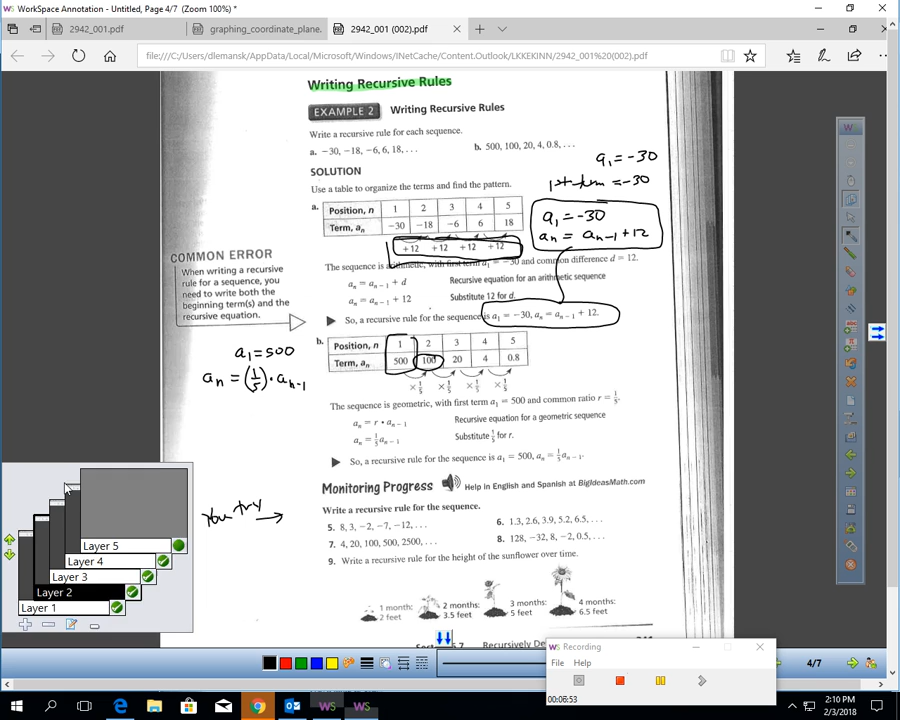 WorkSpace Annotation - Untitled, Page 4/7 (Zoom 100%) *
2942_001.pdf
graphing_coordinate_plane.
2942_001 (002).pdf
file:///C:/Users/dlemansk/AppData/Local/Microsoft/Windows/INetCache/Content.Outlook/LKKEKINN/2942_001%20(002).pdf
Writing Recursive Rules
EXAMPLE 2 Writing Recursive Rules
Write a recursive rule for each sequence.
a. −30, −18, −6, 6, 18, . . .
b. 500, 100, 20, 4, 0.8, . . .
a₁ = −30
1st term = −30
SOLUTION
Use a table to organize the terms and find the pattern.
a. Position, n 1 2 3 4 5
Term, aₙ −30 −18 −6 6 18
+12 +12 +12 +12
a₁ = −30
aₙ = aₙ₋₁ + 12
The sequence is arithmetic, with first term a₁ = −30 and common difference d = 12.
aₙ = aₙ₋₁ + d Recursive equation for an arithmetic sequence
aₙ = aₙ₋₁ + 12 Substitute 12 for d.
So, a recursive rule for the sequence is a₁ = −30, aₙ = aₙ₋₁ + 12.
COMMON ERROR
When writing a recursive
rule for a sequence, you
need to write both the
beginning term(s) and the
recursive equation.
b. Position, n 1 2 3 4 5
Term, aₙ 500 100 20 4 0.8
×1/5 ×1/5 ×1/5 ×1/5
a₁ = 500
aₙ = (1/5) · aₙ₋₁
The sequence is geometric, with first term a₁ = 500 and common ratio r = 1/5.
aₙ = r • aₙ₋₁ Recursive equation for a geometric sequence
aₙ = 1/5 aₙ₋₁ Substitute 1/5 for r.
So, a recursive rule for the sequence is a₁ = 500, aₙ = 1/5 aₙ₋₁.
Monitoring Progress Help in English and Spanish at BigIdeasMath.com
You try
Write a recursive rule for the sequence.
5. 8, 3, −2, −7, −12, . . .
6. 1.3, 2.6, 3.9, 5.2, 6.5, . . .
7. 4, 20, 100, 500, 2500, . . .
8. 128, −32, 8, −2, 0.5, . . .
9. Write a recursive rule for the height of the sunflower over time.
1 month:
2 feet
2 months:
3.5 feet
3 months:
5 feet
4 months:
6.5 feet
Layer 5
Layer 4
Layer 3
Layer 2
Layer 1
Recording
File Help
00:06:53
4/7
2:10 PM
2/3/2018